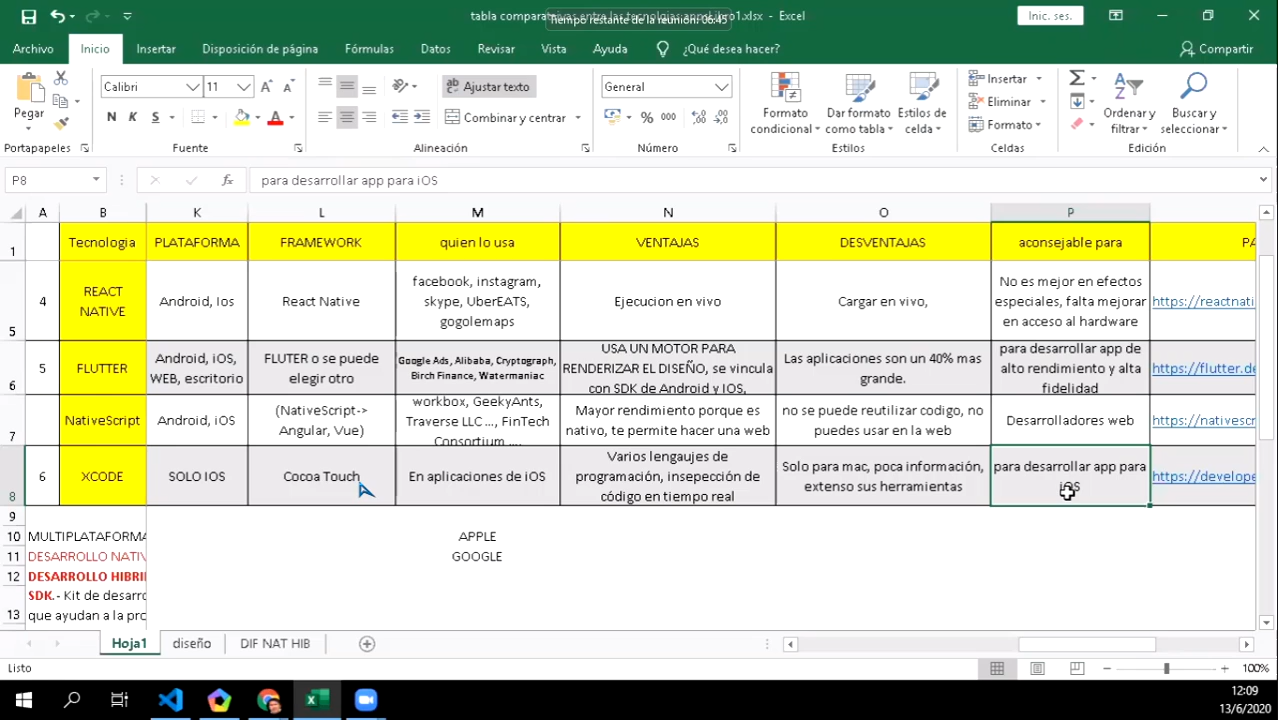 tabla comparativa entre las tecnologias
Tiempo restante de la reunión: 06:45
1.xlsx - Excel
Inic. ses.
Archivo Inicio Insertar Disposición de página Fórmulas Datos Revisar Vista Ayuda ¿Qué desea hacer? Compartir
Pegar
Calibri 11
N K S
Ajustar texto
Combinar y centrar
General
% 000
Formato condicional
Dar formato como tabla
Estilos de celda
Insertar
Eliminar
Formato
Ordenar y filtrar
Buscar y seleccionar
Portapapeles Fuente Alineación Número Estilos Celdas Edición
P8 fx para desarrollar app para iOS
A B K L M N O P
1 Tecnologia PLATAFORMA FRAMEWORK quien lo usa VENTAJAS DESVENTAJAS aconsejable para PA
5 4 REACT NATIVE Android, Ios React Native facebook, instagram, skype, UberEATS, gogolemaps Ejecucion en vivo Cargar en vivo, No es mejor en efectos especiales, falta mejorar en acceso al hardware https://reactnati
6 5 FLUTTER Android, iOS, WEB, escritorio FLUTER o se puede elegir otro Google Ads, Alibaba, Cryptograph, Birch Finance, Watermaniac USA UN MOTOR PARA RENDERIZAR EL DISEÑO, se vincula con SDK de Android y IOS, Las aplicaciones son un 40% mas grande. para desarrollar app de alto rendimiento y alta fidelidad https://flutter.de
7 NativeScript Android, iOS (NativeScript-> Angular, Vue) workbox, GeekyAnts, Traverse LLC ..., FinTech Consortium .... Mayor rendimiento porque es nativo, te permite hacer una web no se puede reutilizar codigo, no puedes usar en la web Desarrolladores web https://nativescr
8 6 XCODE SOLO IOS Cocoa Touch En aplicaciones de iOS Varios lengaujes de programación, insepección de código en tiempo real Solo para mac, poca información, extenso sus herramientas para desarrollar app para iOS https://develope
9
10 MULTIPLATAFORMA APPLE
11 DESARROLLO NATIV GOOGLE
12 DESARROLLO HIBRI
13 SDK.- Kit de desarro
que ayudan a la pro
Hoja1 diseño DIF NAT HIB
Listo 100%
12:09
13/6/2020